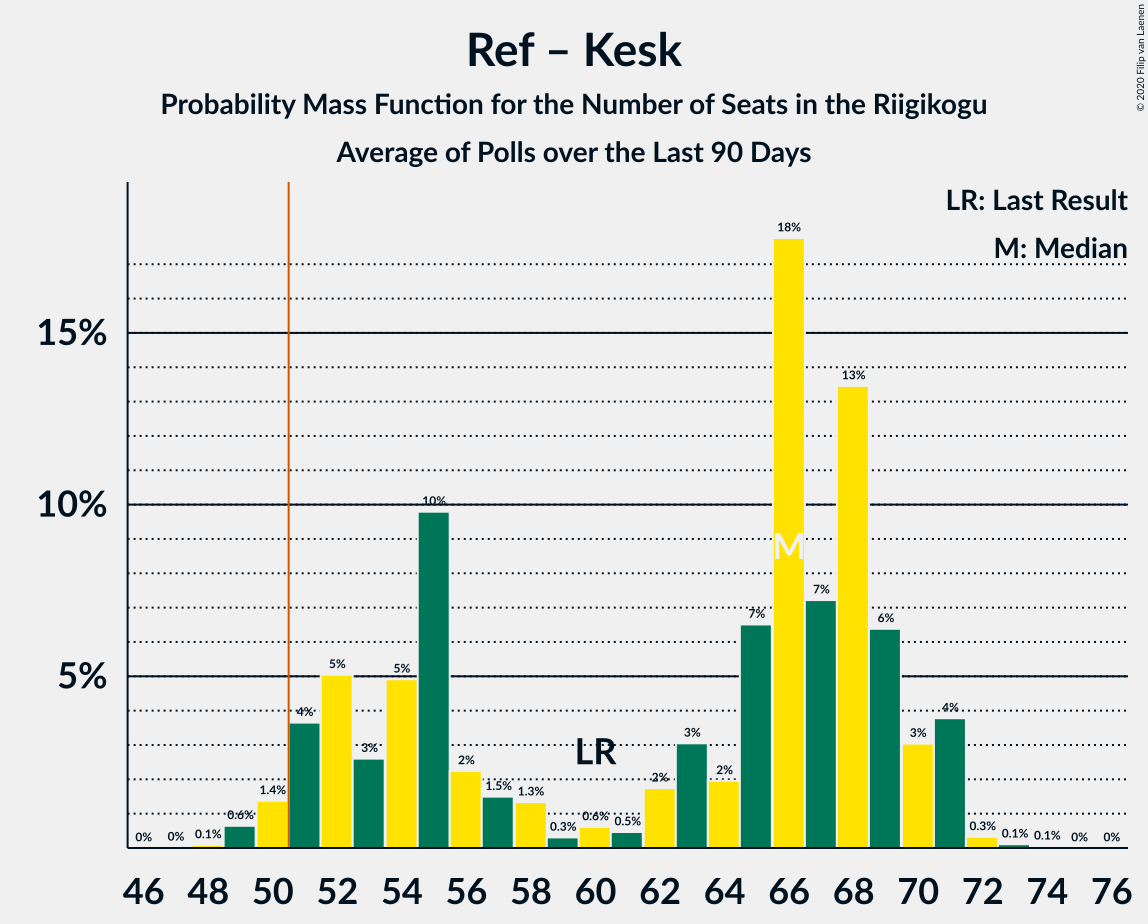 Ref – Kesk
Probability Mass Function for the Number of Seats in the Riigikogu
Average of Polls over the Last 90 Days
© 2020 Filip van Laenen
LR: Last Result
M: Median
15%
10%
5%
0% 0% 0.1% 0.6% 1.4% 4% 5% 3% 5% 10% 2% 1.5% 1.3% 0.3% 0.6% 0.5% 2% 3% 2% 7% 18% 7% 13% 6% 3% 4% 0.3% 0.1% 0.1% 0% 0%
M
LR
46 48 50 52 54 56 58 60 62 64 66 68 70 72 74 76